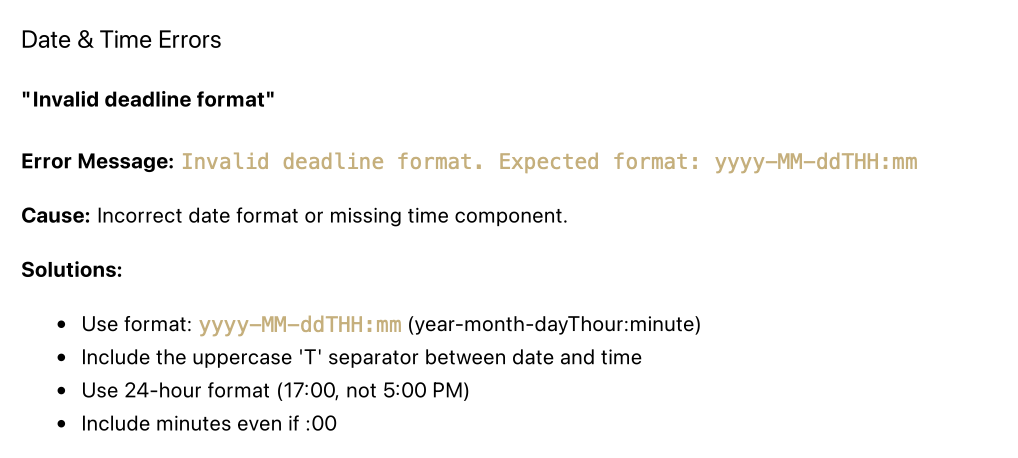 Date & Time Errors
"Invalid deadline format"
Error Message: Invalid deadline format. Expected format: yyyy-MM-ddTHH:mm
Cause: Incorrect date format or missing time component.
Solutions:
• Use format: yyyy-MM-ddTHH:mm (year-month-dayThour:minute)
• Include the uppercase 'T' separator between date and time
• Use 24-hour format (17:00, not 5:00 PM)
• Include minutes even if :00